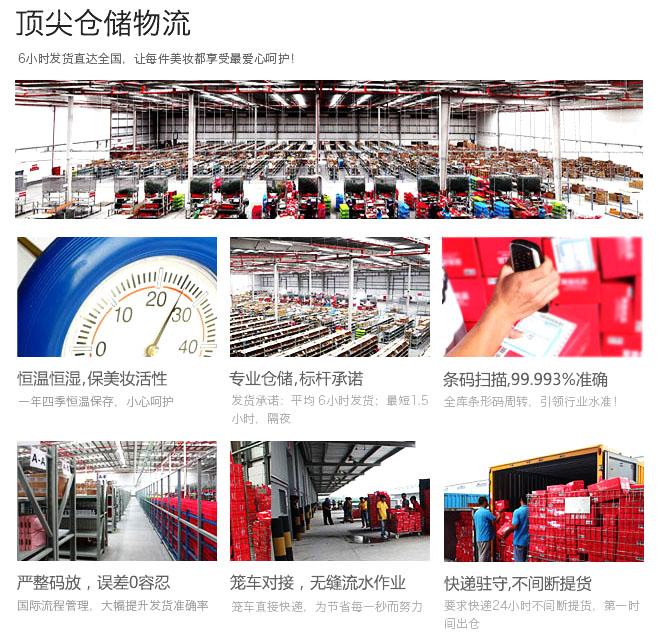 顶尖仓储物流
6小时发货直达全国，让每件美妆都享受最爱心呵护！
10
20
30
0
40
恒温恒湿,保美妆活性
一年四季恒温保存，小心呵护
专业仓储,标杆承诺
发货承诺：平均 6小时发货；最短1.5
小时，隔夜
条码扫描,99.993%准确
全库条形码周转，引领行业水准！
A-A
A-
严整码放，误差0容忍
国际流程管理，大幅提升发货准确率
笼车对接，无缝流水作业
笼车直接快递，为节省每一秒而努力
快递驻守,不间断提货
要求快递24小时不间断提货，第一时
间出仓